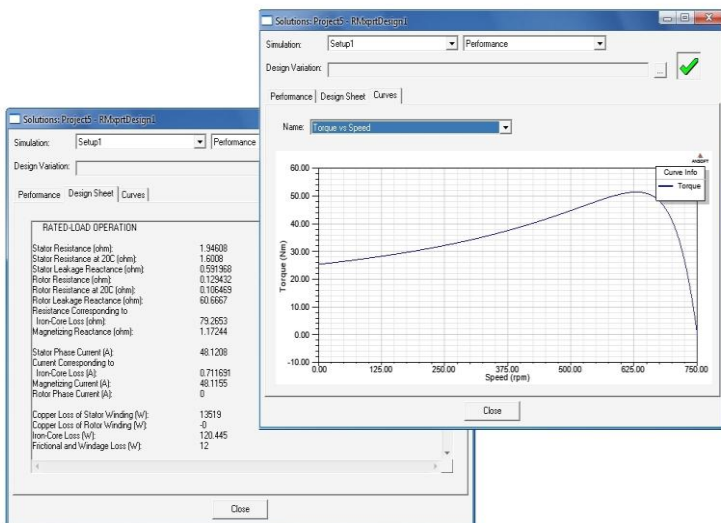 Solutions: Project5 - RMxprtDesign1
Simulation: Setup1 Performance
Design Variation: ...
Performance Design Sheet Curves
Name: Torque vs Speed
ANSOFT
Curve Info
Torque
60.00
50.00
40.00
30.00
20.00
10.00
0.00
-10.00
Torque (Nm)
0.00 125.00 250.00 375.00 500.00 625.00 750.00
Speed (rpm)
Close
Solutions: Project5 - RMxprtDesign1
Simulation: Setup1 Performance
Design Variation:
Performance Design Sheet Curves
RATED-LOAD OPERATION
Stator Resistance (ohm): 1.94608
Stator Resistance at 20C (ohm): 1.6008
Stator Leakage Reactance (ohm): 0.591968
Rotor Resistance (ohm): 0.129432
Rotor Resistance at 20C (ohm): 0.106469
Rotor Leakage Reactance (ohm): 60.6667
Resistance Corresponding to
Iron-Core Loss (ohm): 79.2653
Magnetizing Reactance (ohm): 1.17244
Stator Phase Current (A): 48.1208
Current Corresponding to
Iron-Core Loss (A): 0.711691
Magnetizing Current (A): 48.1155
Rotor Phase Current (A): 0
Copper Loss of Stator Winding (W): 13519
Copper Loss of Rotor Winding (W): -0
Iron-Core Loss (W): 120.445
Frictional and Windage Loss (W): 12
Close